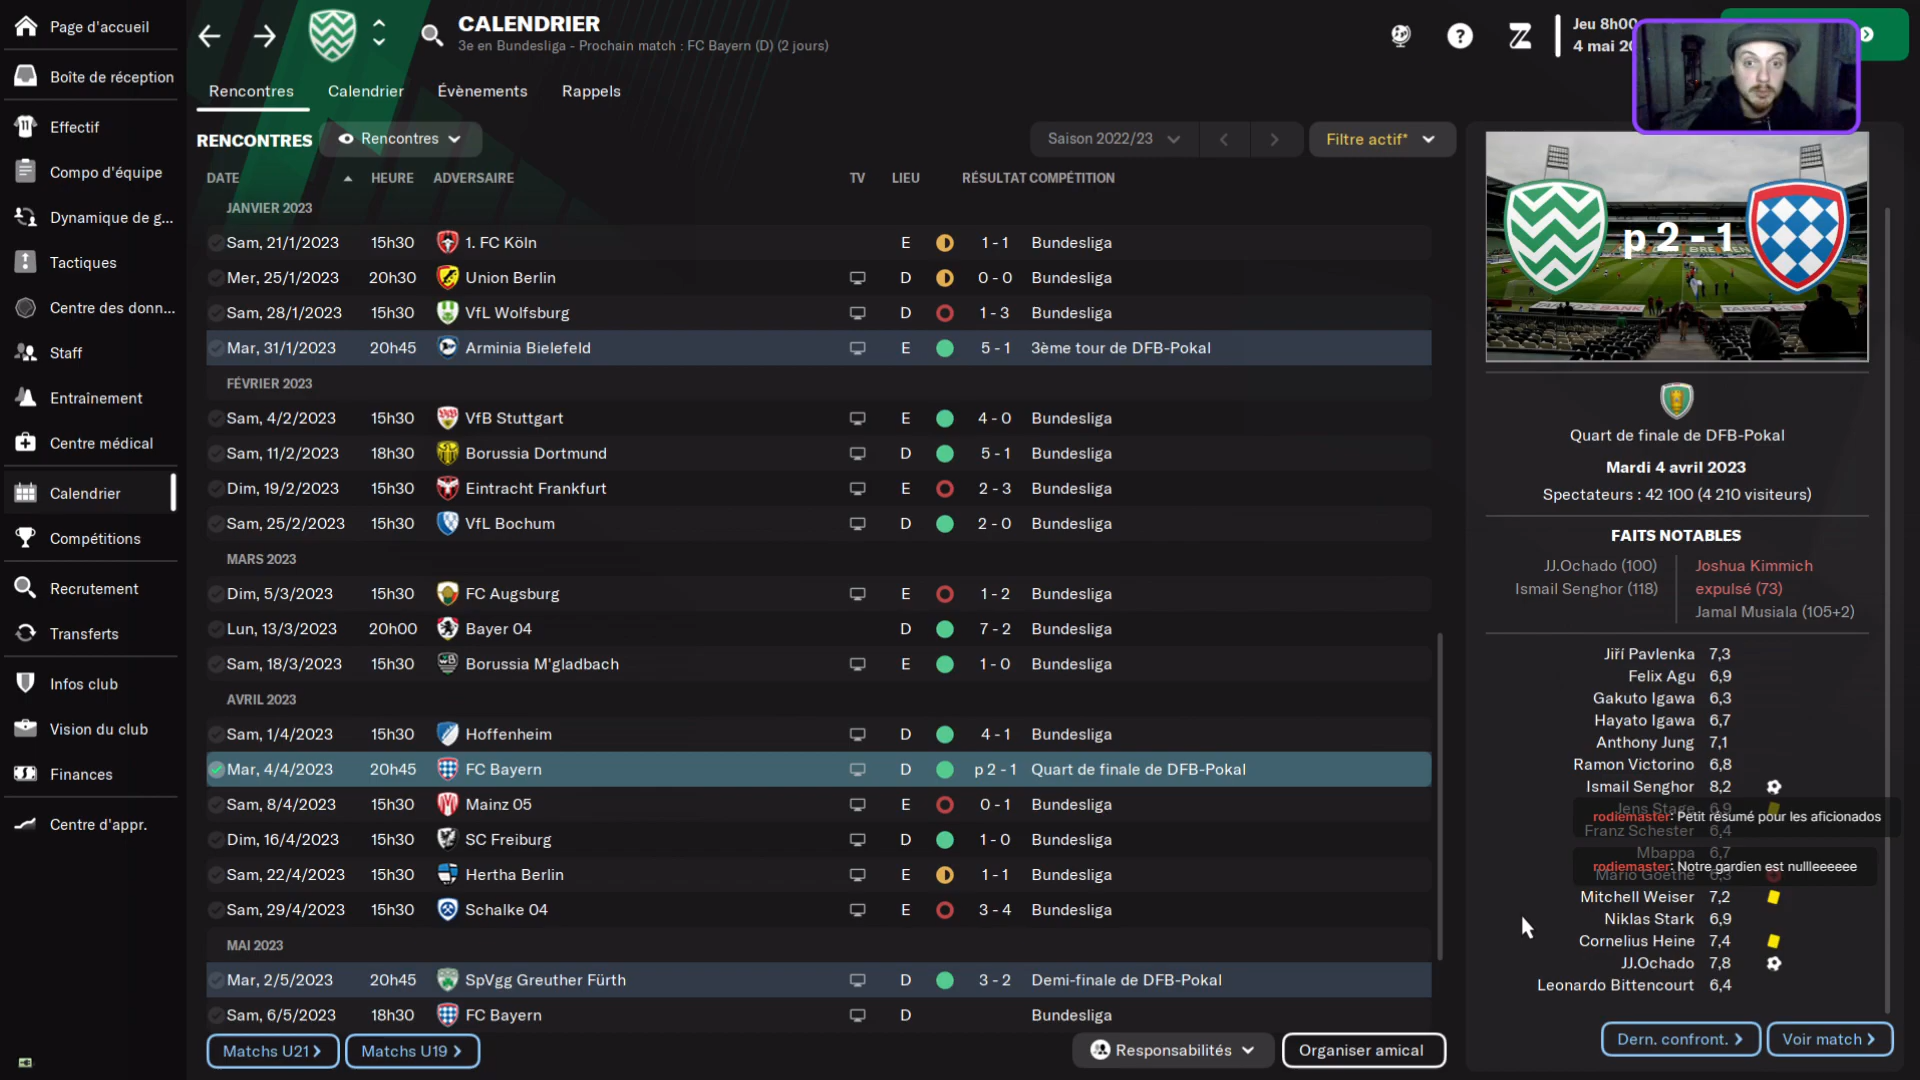 Page d'accueil
Boîte de réception
Effectif
Compo d'équipe
Dynamique de g...
Tactiques
Centre des donn...
Staff
Entraînement
Centre médical
Calendrier
Compétitions
Recrutement
Transferts
Infos club
Vision du club
Finances
Centre d'appr.
CALENDRIER
3e en Bundesliga - Prochain match : FC Bayern (D) (2 jours)
Jeu 8h00
4 mai
Rencontres Calendrier Évènements Rappels
RENCONTRES Rencontres Saison 2022/23 Filtre actif*
DATE HEURE ADVERSAIRE TV LIEU RÉSULTAT COMPÉTITION
JANVIER 2023
Sam, 21/1/2023 15h30 1. FC Köln E 1 - 1 Bundesliga
Mer, 25/1/2023 20h30 Union Berlin D 0 - 0 Bundesliga
Sam, 28/1/2023 15h30 VfL Wolfsburg D 1 - 3 Bundesliga
Mar, 31/1/2023 20h45 Arminia Bielefeld E 5 - 1 3ème tour de DFB-Pokal
FÉVRIER 2023
Sam, 4/2/2023 15h30 VfB Stuttgart E 4 - 0 Bundesliga
Sam, 11/2/2023 18h30 Borussia Dortmund D 5 - 1 Bundesliga
Dim, 19/2/2023 15h30 Eintracht Frankfurt E 2 - 3 Bundesliga
Sam, 25/2/2023 15h30 VfL Bochum D 2 - 0 Bundesliga
MARS 2023
Dim, 5/3/2023 15h30 FC Augsburg E 1 - 2 Bundesliga
Lun, 13/3/2023 20h00 Bayer 04 D 7 - 2 Bundesliga
Sam, 18/3/2023 15h30 Borussia M'gladbach E 1 - 0 Bundesliga
AVRIL 2023
Sam, 1/4/2023 15h30 Hoffenheim D 4 - 1 Bundesliga
Mar, 4/4/2023 20h45 FC Bayern D p 2 - 1 Quart de finale de DFB-Pokal
Sam, 8/4/2023 15h30 Mainz 05 E 0 - 1 Bundesliga
Dim, 16/4/2023 15h30 SC Freiburg D 1 - 0 Bundesliga
Sam, 22/4/2023 15h30 Hertha Berlin E 1 - 1 Bundesliga
Sam, 29/4/2023 15h30 Schalke 04 E 3 - 4 Bundesliga
MAI 2023
Mar, 2/5/2023 20h45 SpVgg Greuther Fürth D 3 - 2 Demi-finale de DFB-Pokal
Sam, 6/5/2023 18h30 FC Bayern D Bundesliga
Matchs U21 Matchs U19 Responsabilités Organiser amical
p 2 - 1
Quart de finale de DFB-Pokal
Mardi 4 avril 2023
Spectateurs : 42 100 (4 210 visiteurs)
FAITS NOTABLES
JJ.Ochado (100) Joshua Kimmich
Ismail Senghor (118) expulsé (73)
Jamal Musiala (105+2)
Jiří Pavlenka 7,3
Felix Agu 6,9
Gakuto Igawa 6,3
Hayato Igawa 6,7
Anthony Jung 7,1
Ramon Victorino 6,8
Ismail Senghor 8,2
Jens Stage 6,9
rodiemaster: Petit résumé pour les aficionados
Franz Schester 6,4
Mbappa 6,7
rodiemaster: Notre gardien est nullleeeeee
Mario Goethe 6,3
Mitchell Weiser 7,2
Niklas Stark 6,9
Cornelius Heine 7,4
JJ.Ochado 7,8
Leonardo Bittencourt 6,4
Dern. confront. Voir match